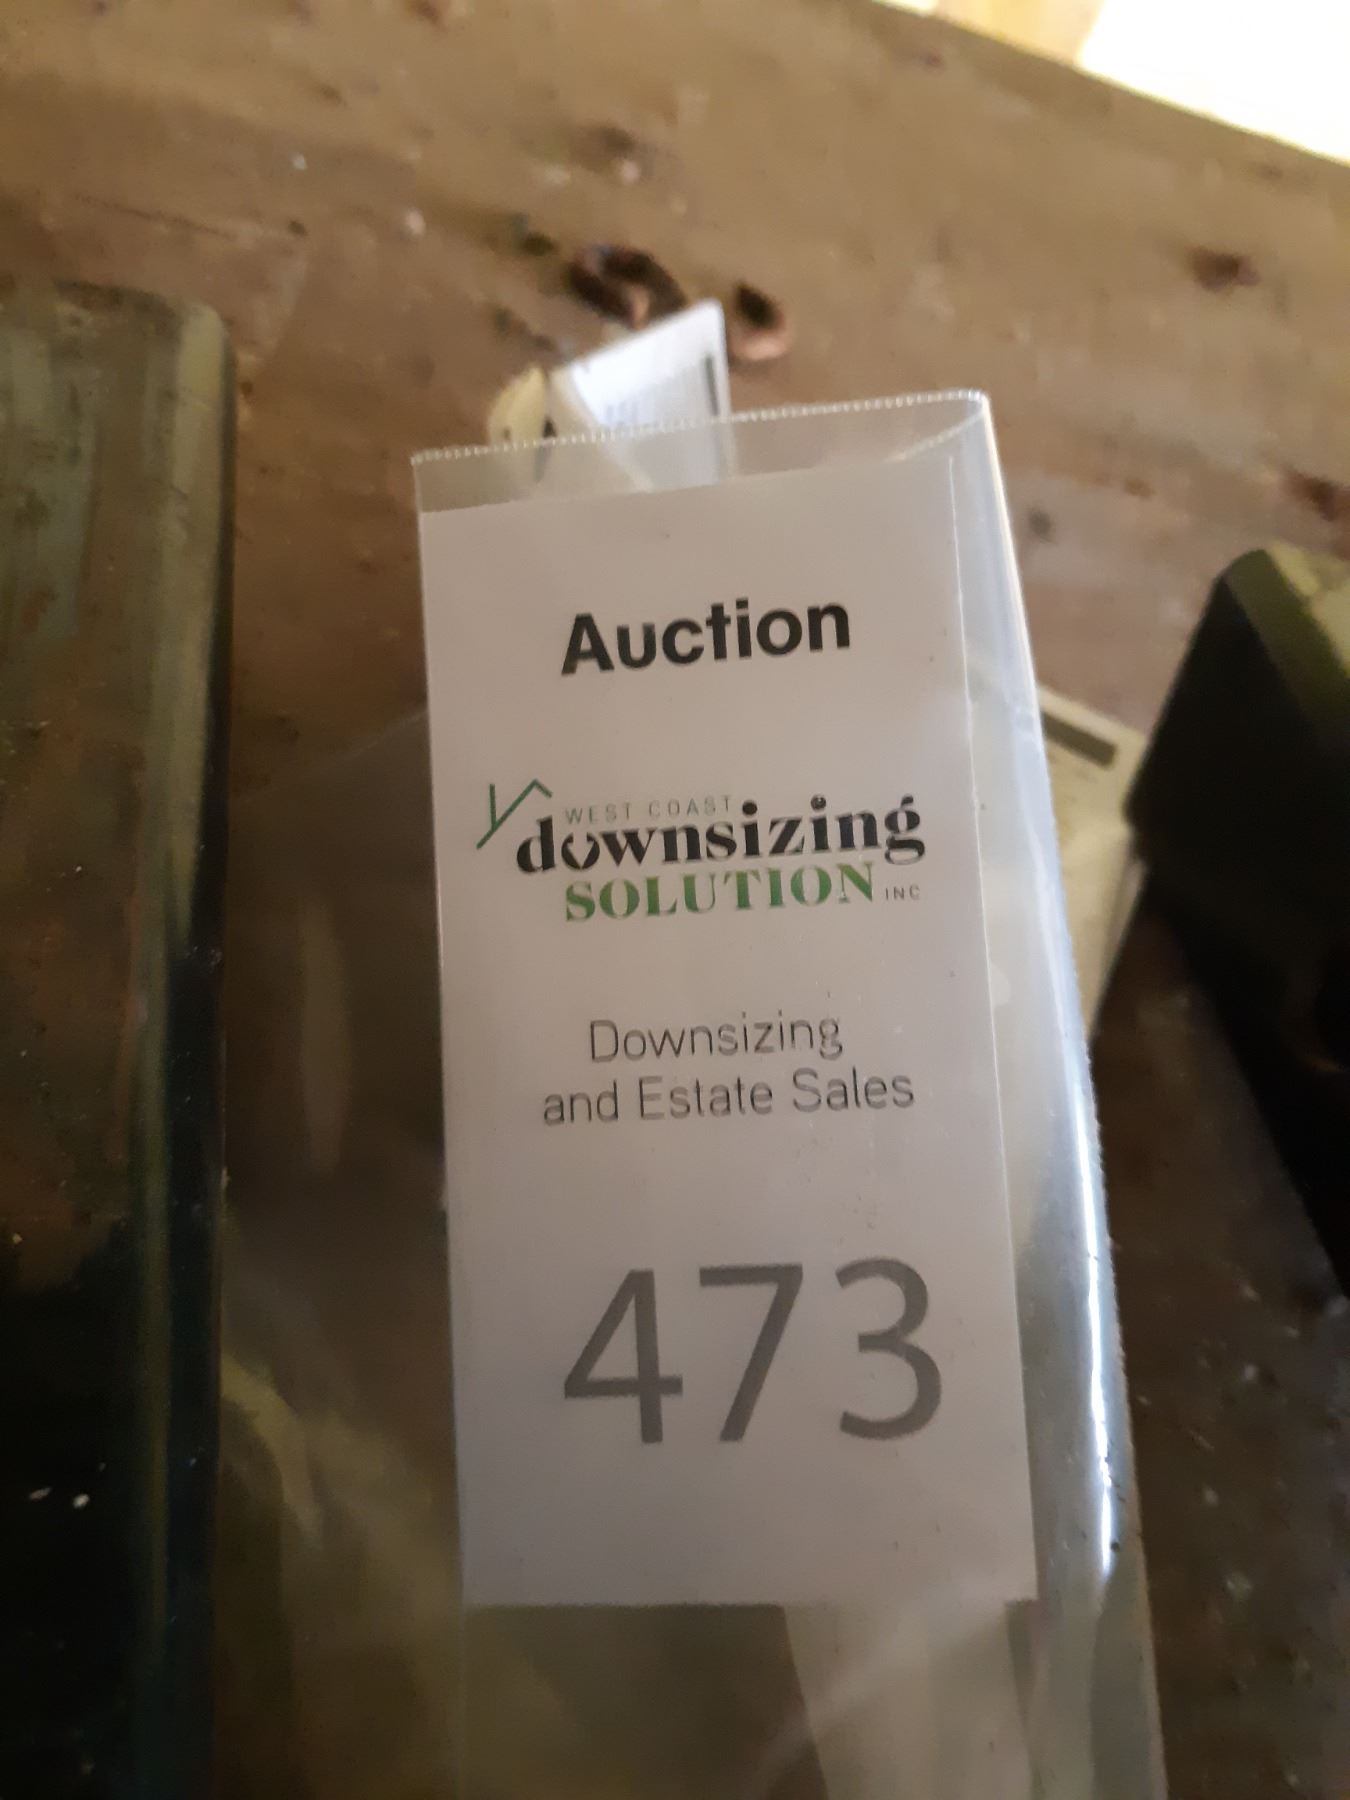 Auction
WEST COAST
downsizing
SOLUTION INC
Downsizing
and Estate Sales
473